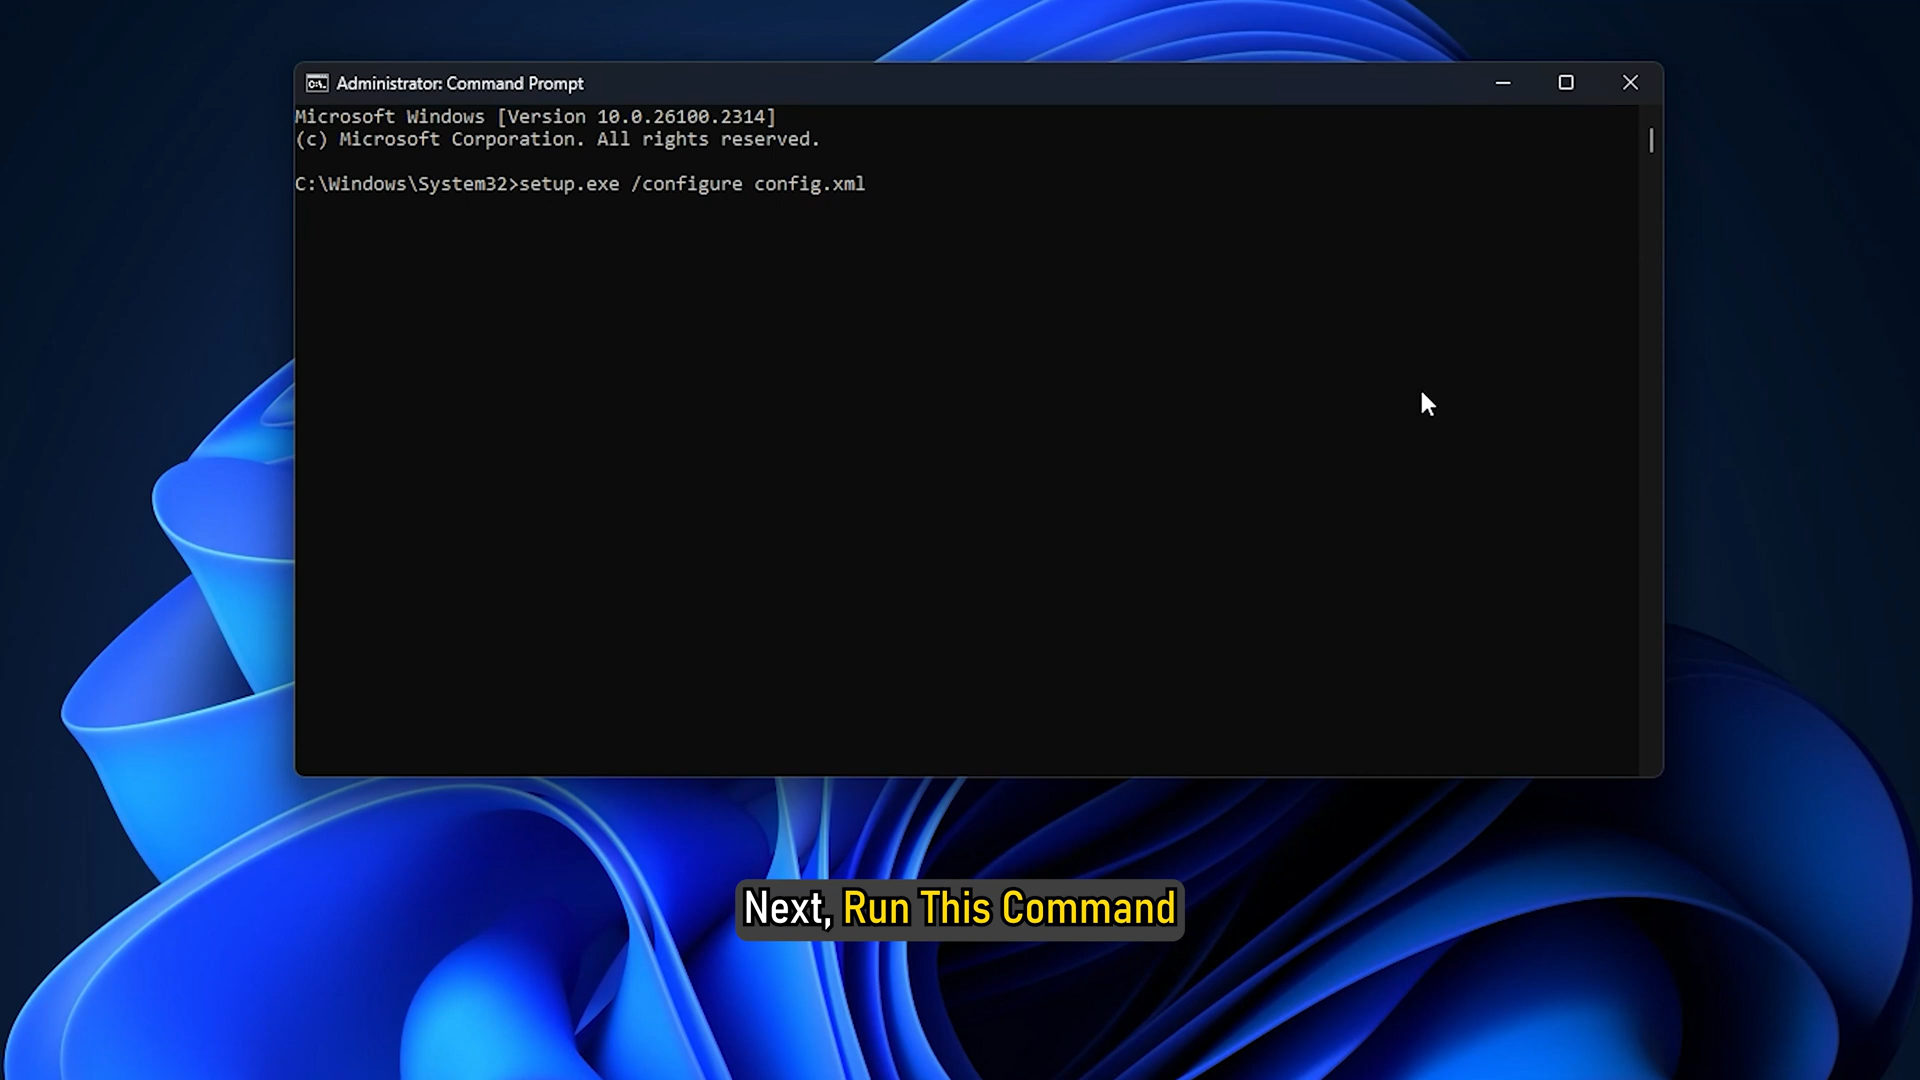 Administrator: Command Prompt
Microsoft Windows [Version 10.0.26100.2314]
(c) Microsoft Corporation. All rights reserved.
C:\Windows\System32>setup.exe /configure config.xml
Next, Run This Command